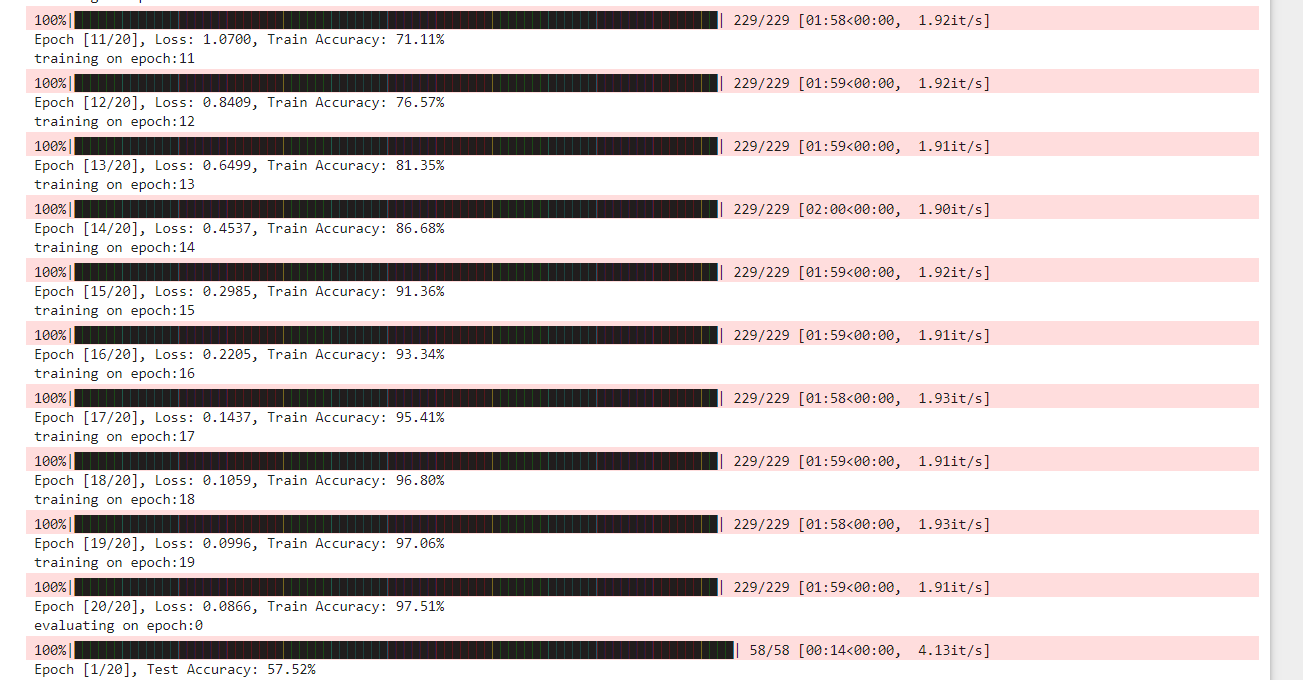 100%| | 229/229 [01:58<00:00,  1.92it/s]
Epoch [11/20], Loss: 1.0700, Train Accuracy: 71.11%
training on epoch:11
100%| | 229/229 [01:59<00:00,  1.92it/s]
Epoch [12/20], Loss: 0.8409, Train Accuracy: 76.57%
training on epoch:12
100%| | 229/229 [01:59<00:00,  1.91it/s]
Epoch [13/20], Loss: 0.6499, Train Accuracy: 81.35%
training on epoch:13
100%| | 229/229 [02:00<00:00,  1.90it/s]
Epoch [14/20], Loss: 0.4537, Train Accuracy: 86.68%
training on epoch:14
100%| | 229/229 [01:59<00:00,  1.92it/s]
Epoch [15/20], Loss: 0.2985, Train Accuracy: 91.36%
training on epoch:15
100%| | 229/229 [01:59<00:00,  1.91it/s]
Epoch [16/20], Loss: 0.2205, Train Accuracy: 93.34%
training on epoch:16
100%| | 229/229 [01:58<00:00,  1.93it/s]
Epoch [17/20], Loss: 0.1437, Train Accuracy: 95.41%
training on epoch:17
100%| | 229/229 [01:59<00:00,  1.91it/s]
Epoch [18/20], Loss: 0.1059, Train Accuracy: 96.80%
training on epoch:18
100%| | 229/229 [01:58<00:00,  1.93it/s]
Epoch [19/20], Loss: 0.0996, Train Accuracy: 97.06%
training on epoch:19
100%| | 229/229 [01:59<00:00,  1.91it/s]
Epoch [20/20], Loss: 0.0866, Train Accuracy: 97.51%
evaluating on epoch:0
100%| | 58/58 [00:14<00:00,  4.13it/s]
Epoch [1/20], Test Accuracy: 57.52%